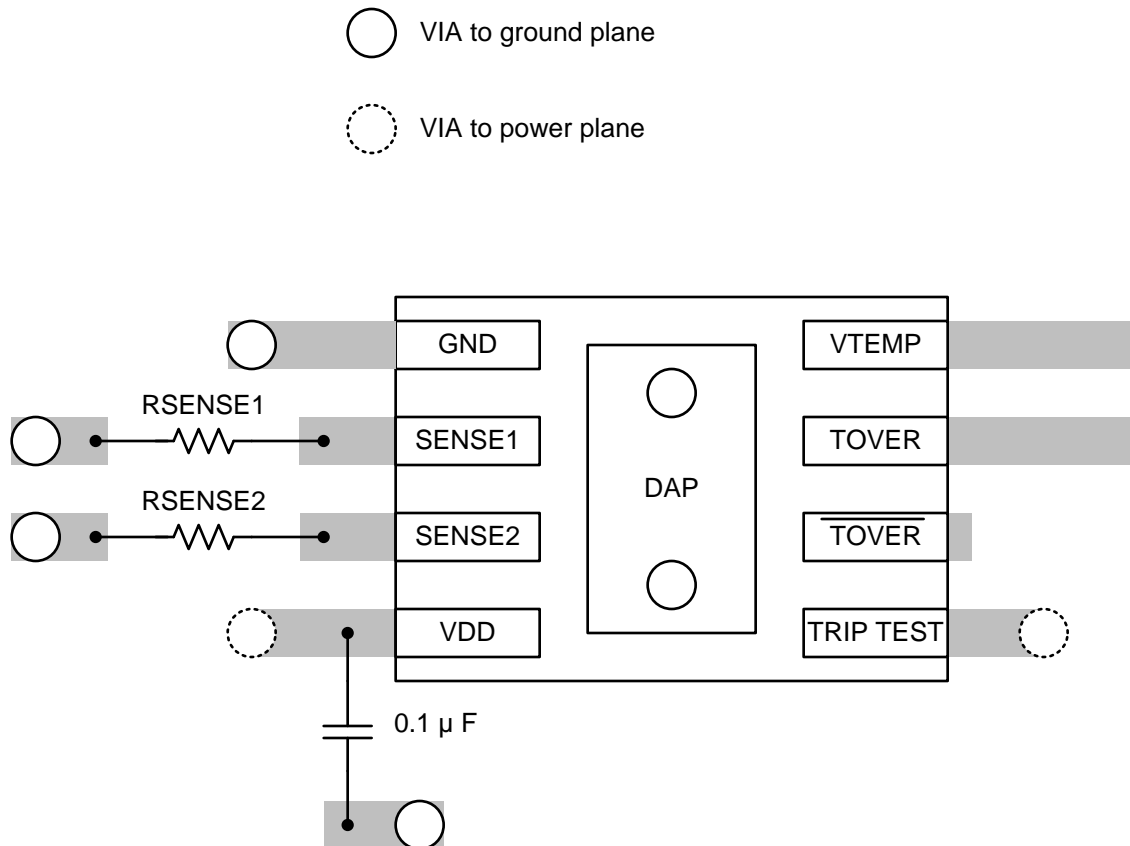 VIA to ground plane
VIA to power plane
GND
VTEMP
RSENSE1
SENSE1
TOVER
DAP
RSENSE2
SENSE2
TOVER
VDD
TRIP TEST
0.1 µ F